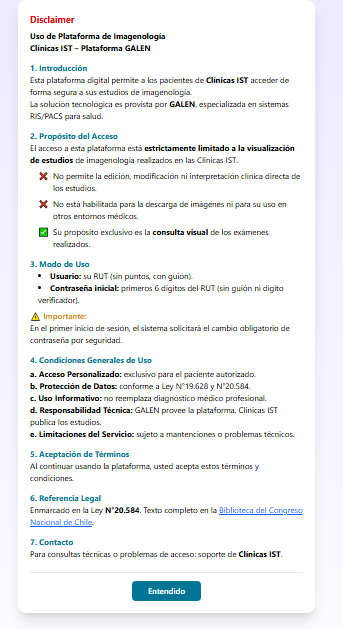 Disclaimer
Uso de Plataforma de Imagenología
Clínicas IST – Plataforma GALEN
1. Introducción
Esta plataforma digital permite a los pacientes de Clínicas IST acceder de
forma segura a sus estudios de imagenología.
La solución tecnológica es provista por GALEN, especializada en sistemas
RIS/PACS para salud.
2. Propósito del Acceso
El acceso a esta plataforma está estrictamente limitado a la visualización
de estudios de imagenología realizados en las Clínicas IST.
❌ No permite la edición, modificación ni interpretación clínica directa de
los estudios.
❌ No está habilitada para la descarga de imágenes ni para su uso en
otros entornos médicos.
✅ Su propósito exclusivo es la consulta visual de los exámenes
realizados.
3. Modo de Uso
• Usuario: su RUT (sin puntos, con guión).
• Contraseña inicial: primeros 6 dígitos del RUT (sin guión ni dígito
verificador).
⚠ Importante:
En el primer inicio de sesión, el sistema solicitará el cambio obligatorio de
contraseña por seguridad.
4. Condiciones Generales de Uso
a. Acceso Personalizado: exclusivo para el paciente autorizado.
b. Protección de Datos: conforme a Ley N°19.628 y N°20.584.
c. Uso Informativo: no reemplaza diagnóstico médico profesional.
d. Responsabilidad Técnica: GALEN provee la plataforma. Clínicas IST
publica los estudios.
e. Limitaciones del Servicio: sujeto a mantenciones o problemas técnicos.
5. Aceptación de Términos
Al continuar usando la plataforma, usted acepta estos términos y
condiciones.
6. Referencia Legal
Enmarcado en la Ley N°20.584. Texto completo en la Biblioteca del Congreso
Nacional de Chile.
7. Contacto
Para consultas técnicas o problemas de acceso: soporte de Clínicas IST.
Entendido